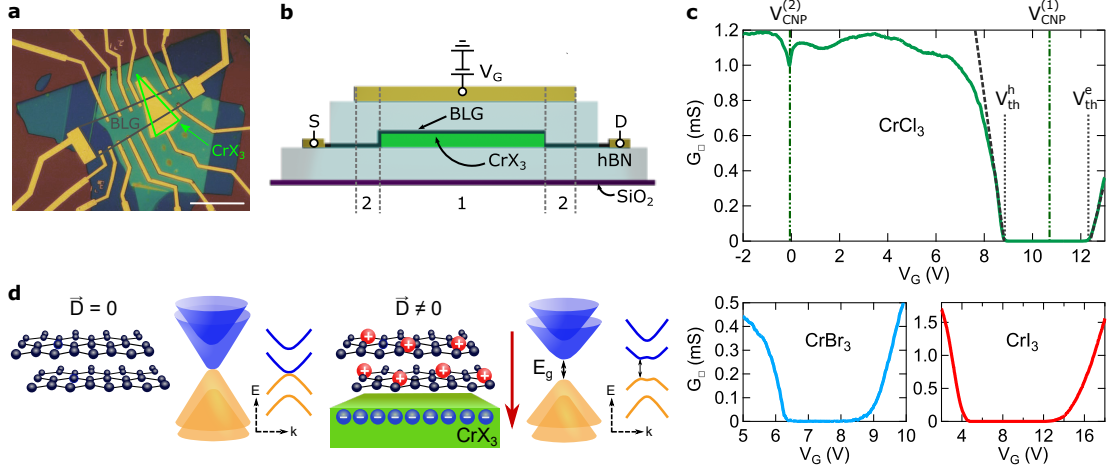 a
BLG
CrX₃
b
V_G
S
BLG
D
CrX₃
hBN
SiO₂
2
1
2
c
V_CNP^(2)
V_CNP^(1)
1.2
1.0
0.8
0.6
0.4
0.2
0
G□ (mS)
CrCl₃
V_th^h
V_th^e
-2
0
2
4
6
8
10
12
V_G (V)
d
D⃗ = 0
E
k
D⃗ ≠ 0
+ + + + + + +
− − − − − − − −
CrX₃
E_g
E
k
0.5
0.4
0.3
0.2
0.1
0
G□ (mS)
CrBr₃
5
6
7
8
9
10
V_G (V)
1.5
1.0
0.5
0
CrI₃
4
8
12
16
V_G (V)